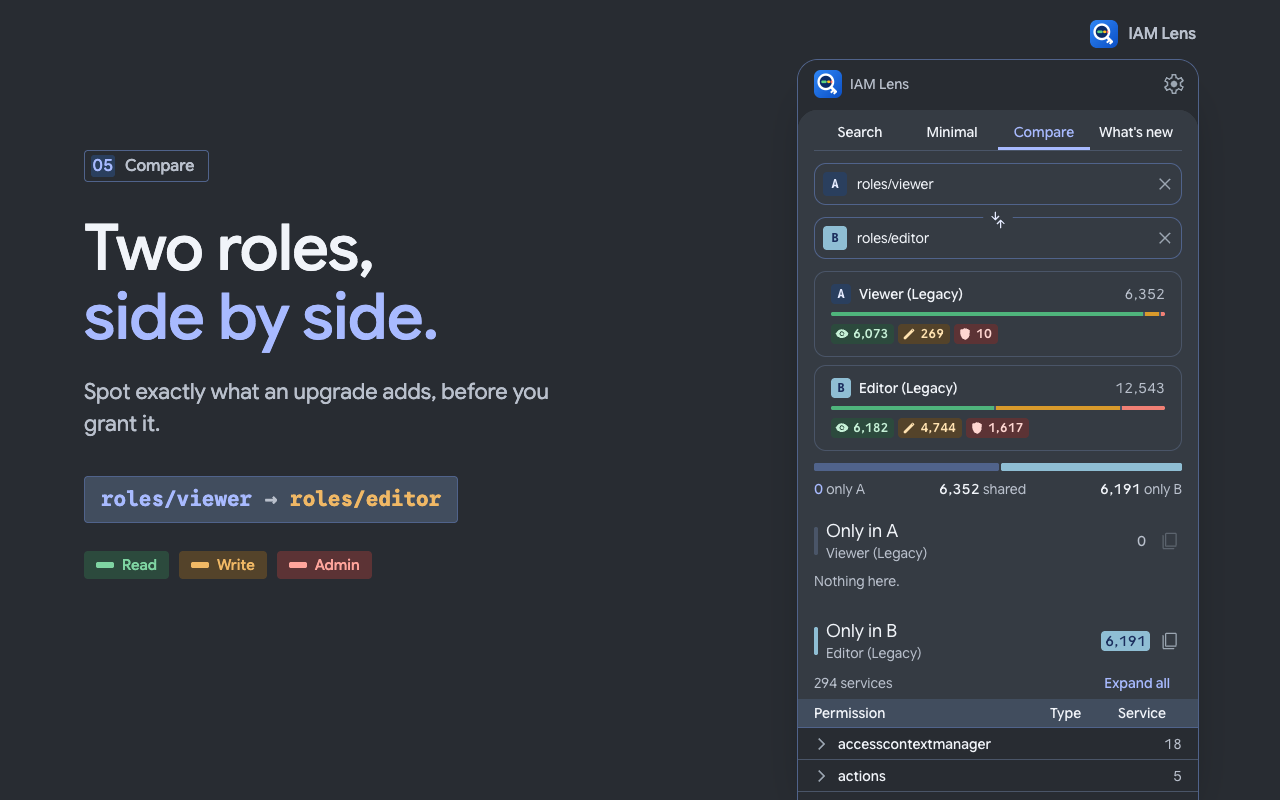 IAM Lens
05 Compare
Two roles,
side by side.
Spot exactly what an upgrade adds, before you
grant it.
roles/viewer → roles/editor
Read Write Admin
IAM Lens
Search Minimal Compare What's new
A roles/viewer
B roles/editor
A Viewer (Legacy) 6,352
6,073 269 10
B Editor (Legacy) 12,543
6,182 4,744 1,617
0 only A 6,352 shared 6,191 only B
Only in A
Viewer (Legacy) 0
Nothing here.
Only in B
Editor (Legacy) 6,191
294 services Expand all
Permission Type Service
accesscontextmanager 18
actions 5